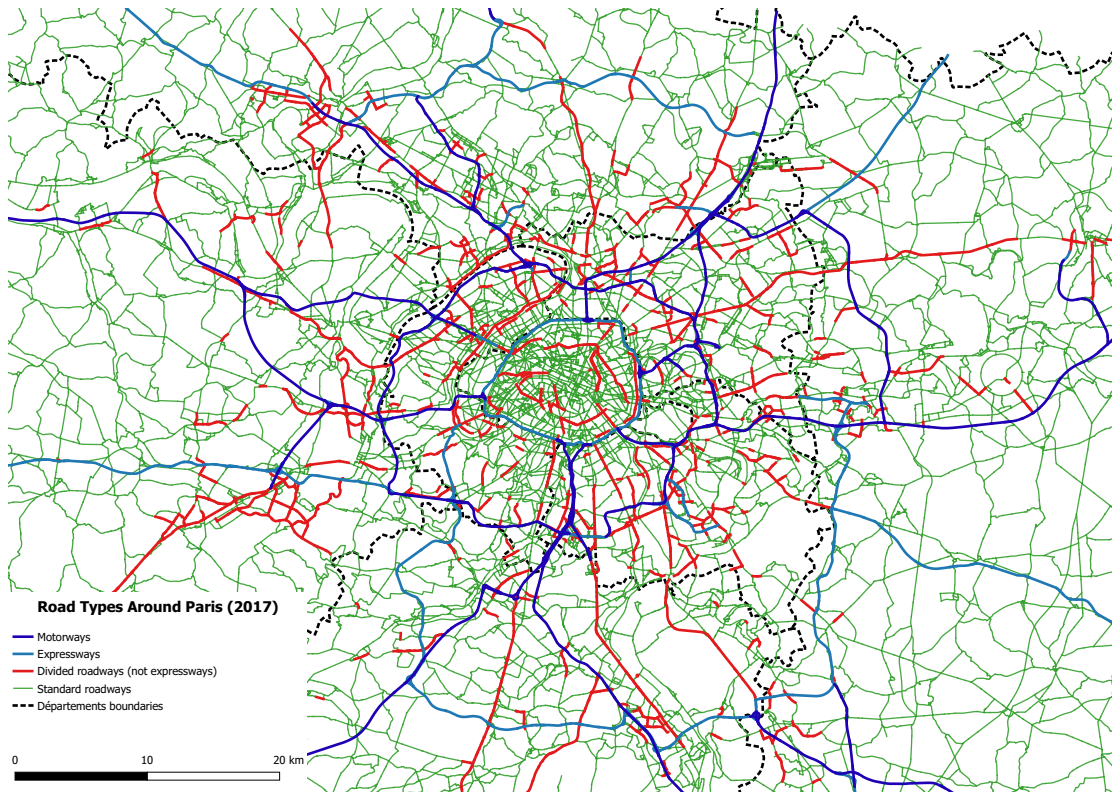 Road Types Around Paris (2017)
Motorways
Expressways
Divided roadways (not expressways)
Standard roadways
Départements boundaries
0 10 20 km